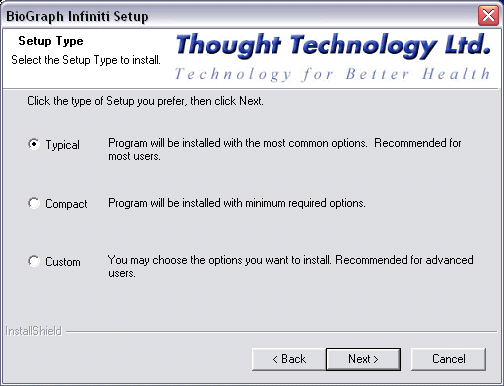 BioGraph Infiniti Setup
Setup Type
Select the Setup Type to install.
Thought Technology Ltd.
Technology for Better Health
Click the type of Setup you prefer, then click Next.
Typical
Program will be installed with the most common options. Recommended for
most users.
Compact
Program will be installed with minimum required options.
Custom
You may choose the options you want to install. Recommended for advanced
users.
InstallShield
< Back
Next >
Cancel